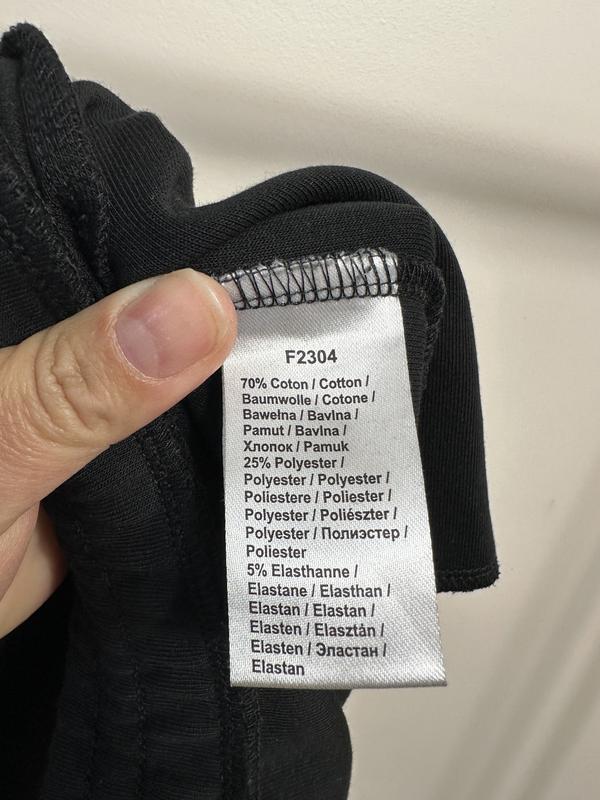 F2304
70% Coton / Cotton /
Baumwolle / Cotone /
Bawełna / Bavlna /
Pamut / Bavlna /
Хлопок / Pamuk
25% Polyester /
Polyester / Polyester /
Poliestere / Poliester /
Polyester / Poliészter /
Polyester / Полиэстер /
Poliester
5% Elasthanne /
Elastane / Elasthan /
Elastan / Elastan /
Elasten / Elasztán /
Elasten / Эластан /
Elastan